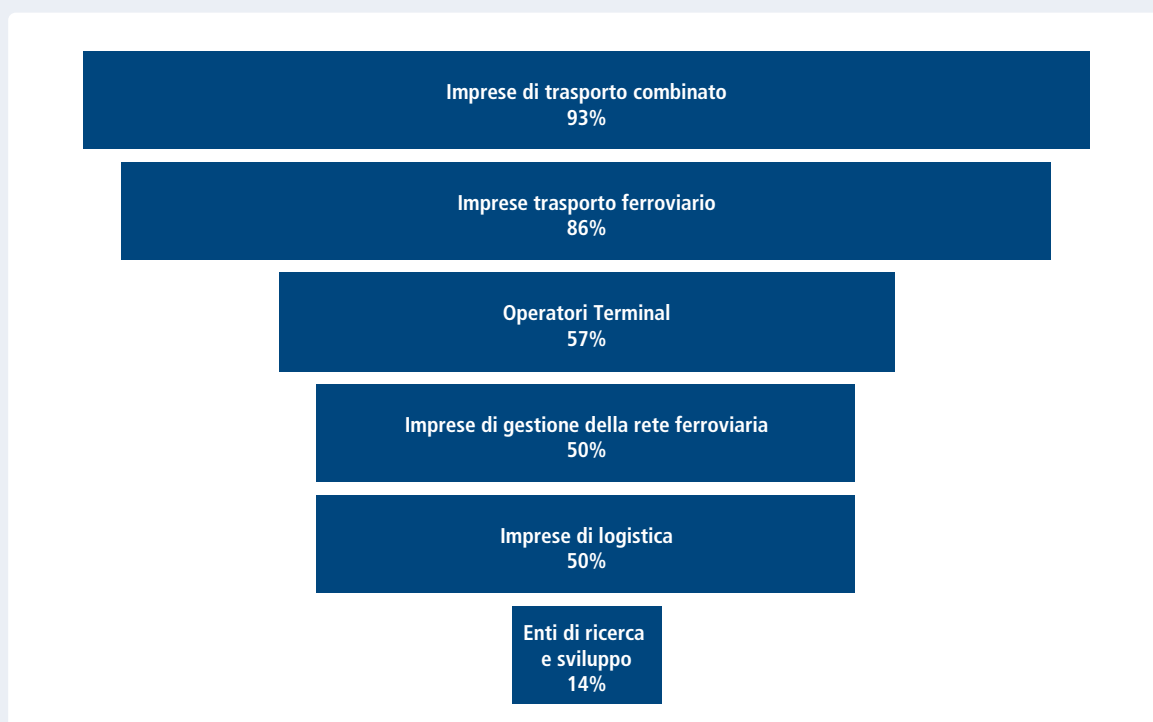 Imprese di trasporto combinato
93%
Imprese trasporto ferroviario
86%
Operatori Terminal
57%
Imprese di gestione della rete ferroviaria
50%
Imprese di logistica
50%
Enti di ricerca
e sviluppo
14%